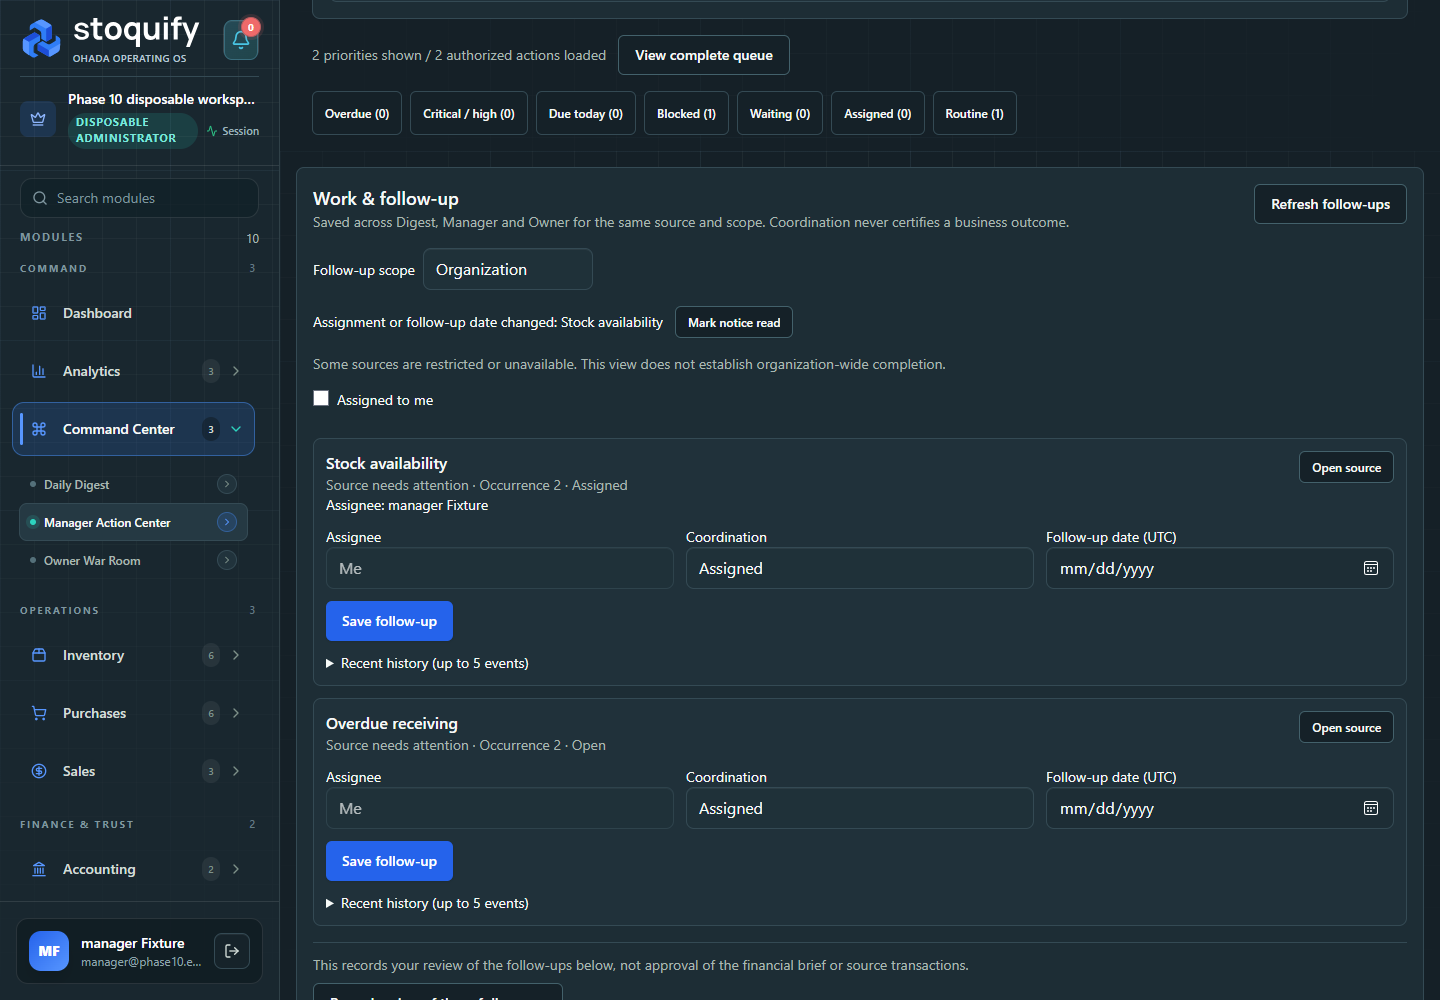 stoquify
OHADA OPERATING OS
0
Phase 10 disposable worksp...
DISPOSABLE
ADMINISTRATOR
Session
Search modules
MODULES 10
COMMAND 3
Dashboard
Analytics 3
Command Center 3
Daily Digest
Manager Action Center
Owner War Room
OPERATIONS 3
Inventory 6
Purchases 6
Sales 3
FINANCE & TRUST 2
Accounting 2
MF
manager Fixture
manager@phase10.e...
2 priorities shown / 2 authorized actions loaded
View complete queue
Overdue (0)
Critical / high (0)
Due today (0)
Blocked (1)
Waiting (0)
Assigned (0)
Routine (1)
Work & follow-up
Saved across Digest, Manager and Owner for the same source and scope. Coordination never certifies a business outcome.
Refresh follow-ups
Follow-up scope
Organization
Assignment or follow-up date changed: Stock availability
Mark notice read
Some sources are restricted or unavailable. This view does not establish organization-wide completion.
Assigned to me
Stock availability
Source needs attention · Occurrence 2 · Assigned
Assignee: manager Fixture
Open source
Assignee
Me
Coordination
Assigned
Follow-up date (UTC)
mm/dd/yyyy
Save follow-up
Recent history (up to 5 events)
Overdue receiving
Source needs attention · Occurrence 2 · Open
Open source
Assignee
Me
Coordination
Assigned
Follow-up date (UTC)
mm/dd/yyyy
Save follow-up
Recent history (up to 5 events)
This records your review of the follow-ups below, not approval of the financial brief or source transactions.